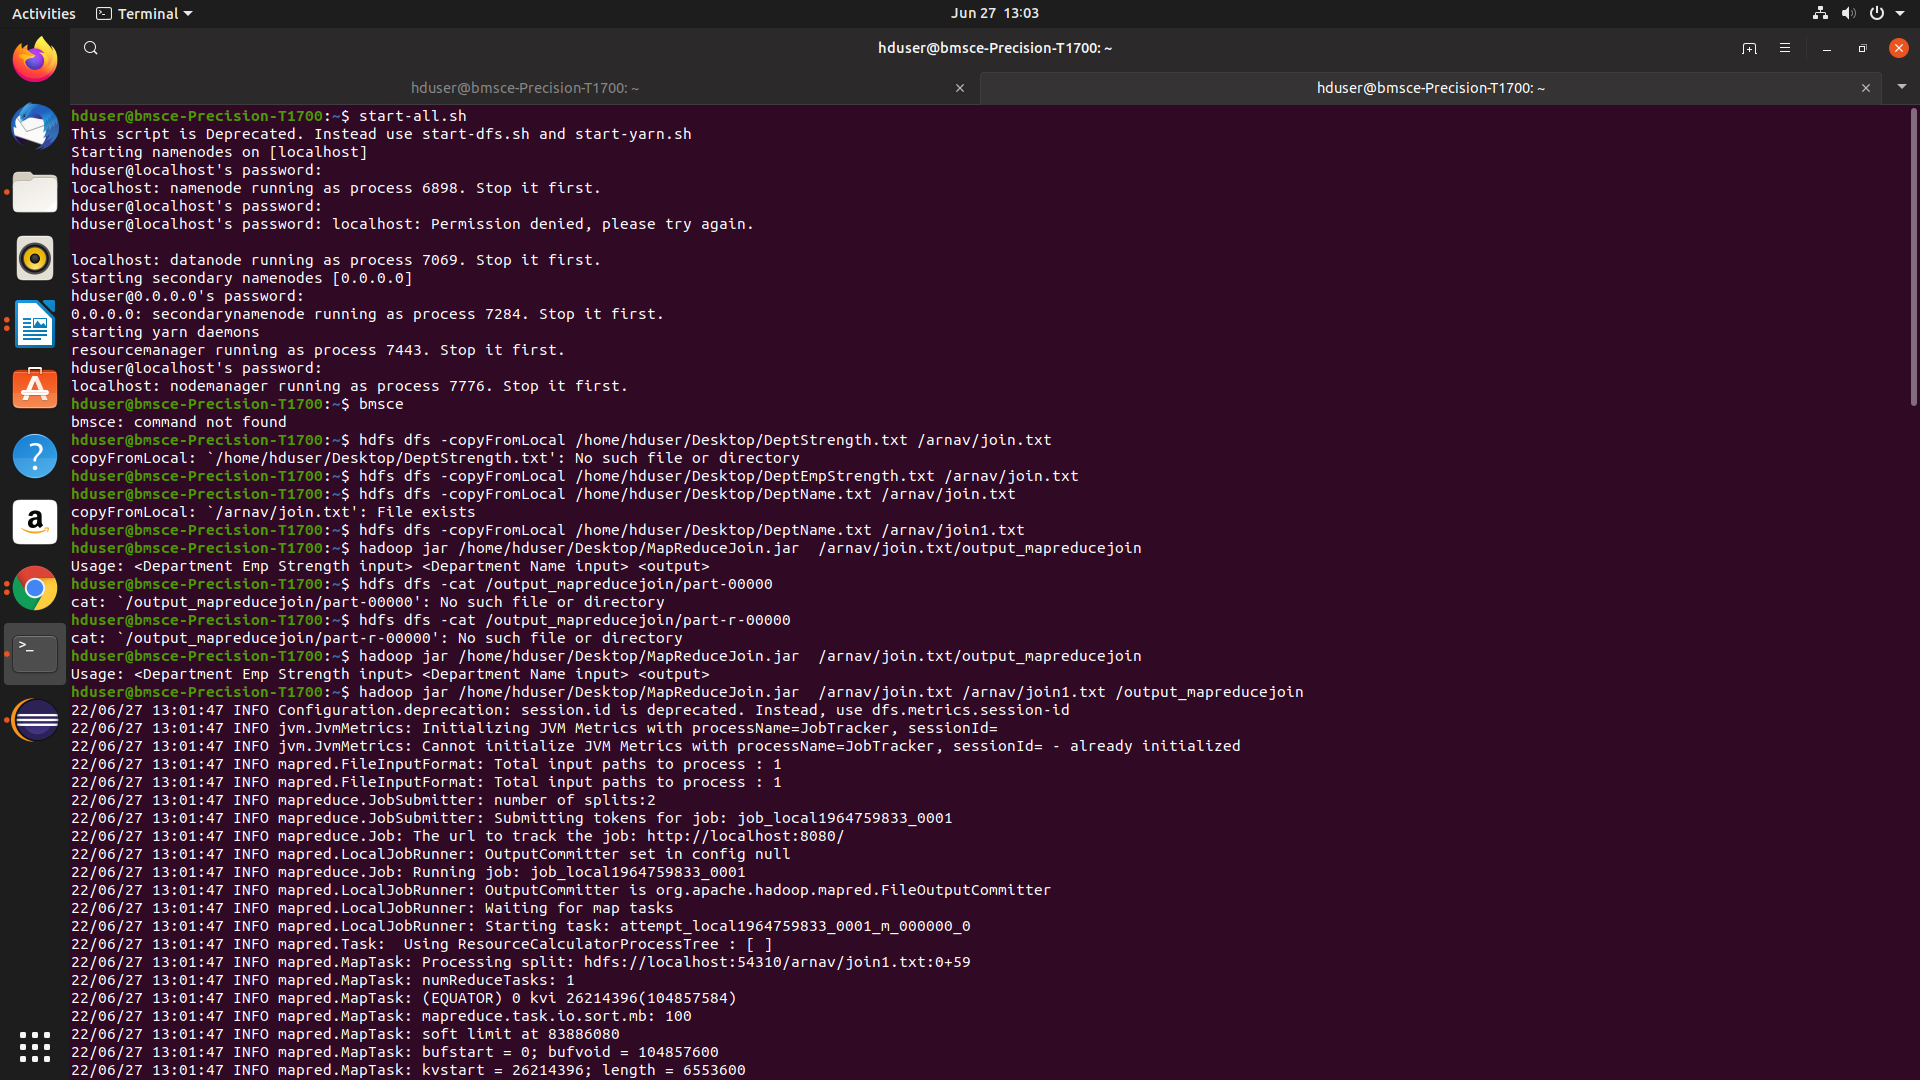 Activities
Terminal
Jun 27 13:03
hduser@bmsce-Precision-T1700: ~
hduser@bmsce-Precision-T1700: ~
hduser@bmsce-Precision-T1700: ~
hduser@bmsce-Precision-T1700:~$ start-all.sh
This script is Deprecated. Instead use start-dfs.sh and start-yarn.sh
Starting namenodes on [localhost]
hduser@localhost's password:
localhost: namenode running as process 6898. Stop it first.
hduser@localhost's password:
hduser@localhost's password: localhost: Permission denied, please try again.
localhost: datanode running as process 7069. Stop it first.
Starting secondary namenodes [0.0.0.0]
hduser@0.0.0.0's password:
0.0.0.0: secondarynamenode running as process 7284. Stop it first.
starting yarn daemons
resourcemanager running as process 7443. Stop it first.
hduser@localhost's password:
localhost: nodemanager running as process 7776. Stop it first.
hduser@bmsce-Precision-T1700:~$ bmsce
bmsce: command not found
hduser@bmsce-Precision-T1700:~$ hdfs dfs -copyFromLocal /home/hduser/Desktop/DeptStrength.txt /arnav/join.txt
copyFromLocal: `/home/hduser/Desktop/DeptStrength.txt': No such file or directory
hduser@bmsce-Precision-T1700:~$ hdfs dfs -copyFromLocal /home/hduser/Desktop/DeptEmpStrength.txt /arnav/join.txt
hduser@bmsce-Precision-T1700:~$ hdfs dfs -copyFromLocal /home/hduser/Desktop/DeptName.txt /arnav/join.txt
copyFromLocal: `/arnav/join.txt': File exists
hduser@bmsce-Precision-T1700:~$ hdfs dfs -copyFromLocal /home/hduser/Desktop/DeptName.txt /arnav/join1.txt
hduser@bmsce-Precision-T1700:~$ hadoop jar /home/hduser/Desktop/MapReduceJoin.jar  /arnav/join.txt/output_mapreducejoin
Usage: <Department Emp Strength input> <Department Name input> <output>
hduser@bmsce-Precision-T1700:~$ hdfs dfs -cat /output_mapreducejoin/part-00000
cat: `/output_mapreducejoin/part-00000': No such file or directory
hduser@bmsce-Precision-T1700:~$ hdfs dfs -cat /output_mapreducejoin/part-r-00000
cat: `/output_mapreducejoin/part-r-00000': No such file or directory
hduser@bmsce-Precision-T1700:~$ hadoop jar /home/hduser/Desktop/MapReduceJoin.jar  /arnav/join.txt/output_mapreducejoin
Usage: <Department Emp Strength input> <Department Name input> <output>
hduser@bmsce-Precision-T1700:~$ hadoop jar /home/hduser/Desktop/MapReduceJoin.jar  /arnav/join.txt /arnav/join1.txt /output_mapreducejoin
22/06/27 13:01:47 INFO Configuration.deprecation: session.id is deprecated. Instead, use dfs.metrics.session-id
22/06/27 13:01:47 INFO jvm.JvmMetrics: Initializing JVM Metrics with processName=JobTracker, sessionId=
22/06/27 13:01:47 INFO jvm.JvmMetrics: Cannot initialize JVM Metrics with processName=JobTracker, sessionId= - already initialized
22/06/27 13:01:47 INFO mapred.FileInputFormat: Total input paths to process : 1
22/06/27 13:01:47 INFO mapred.FileInputFormat: Total input paths to process : 1
22/06/27 13:01:47 INFO mapreduce.JobSubmitter: number of splits:2
22/06/27 13:01:47 INFO mapreduce.JobSubmitter: Submitting tokens for job: job_local1964759833_0001
22/06/27 13:01:47 INFO mapreduce.Job: The url to track the job: http://localhost:8080/
22/06/27 13:01:47 INFO mapred.LocalJobRunner: OutputCommitter set in config null
22/06/27 13:01:47 INFO mapreduce.Job: Running job: job_local1964759833_0001
22/06/27 13:01:47 INFO mapred.LocalJobRunner: OutputCommitter is org.apache.hadoop.mapred.FileOutputCommitter
22/06/27 13:01:47 INFO mapred.LocalJobRunner: Waiting for map tasks
22/06/27 13:01:47 INFO mapred.LocalJobRunner: Starting task: attempt_local1964759833_0001_m_000000_0
22/06/27 13:01:47 INFO mapred.Task:  Using ResourceCalculatorProcessTree : [ ]
22/06/27 13:01:47 INFO mapred.MapTask: Processing split: hdfs://localhost:54310/arnav/join1.txt:0+59
22/06/27 13:01:47 INFO mapred.MapTask: numReduceTasks: 1
22/06/27 13:01:47 INFO mapred.MapTask: (EQUATOR) 0 kvi 26214396(104857584)
22/06/27 13:01:47 INFO mapred.MapTask: mapreduce.task.io.sort.mb: 100
22/06/27 13:01:47 INFO mapred.MapTask: soft limit at 83886080
22/06/27 13:01:47 INFO mapred.MapTask: bufstart = 0; bufvoid = 104857600
22/06/27 13:01:47 INFO mapred.MapTask: kvstart = 26214396; length = 6553600